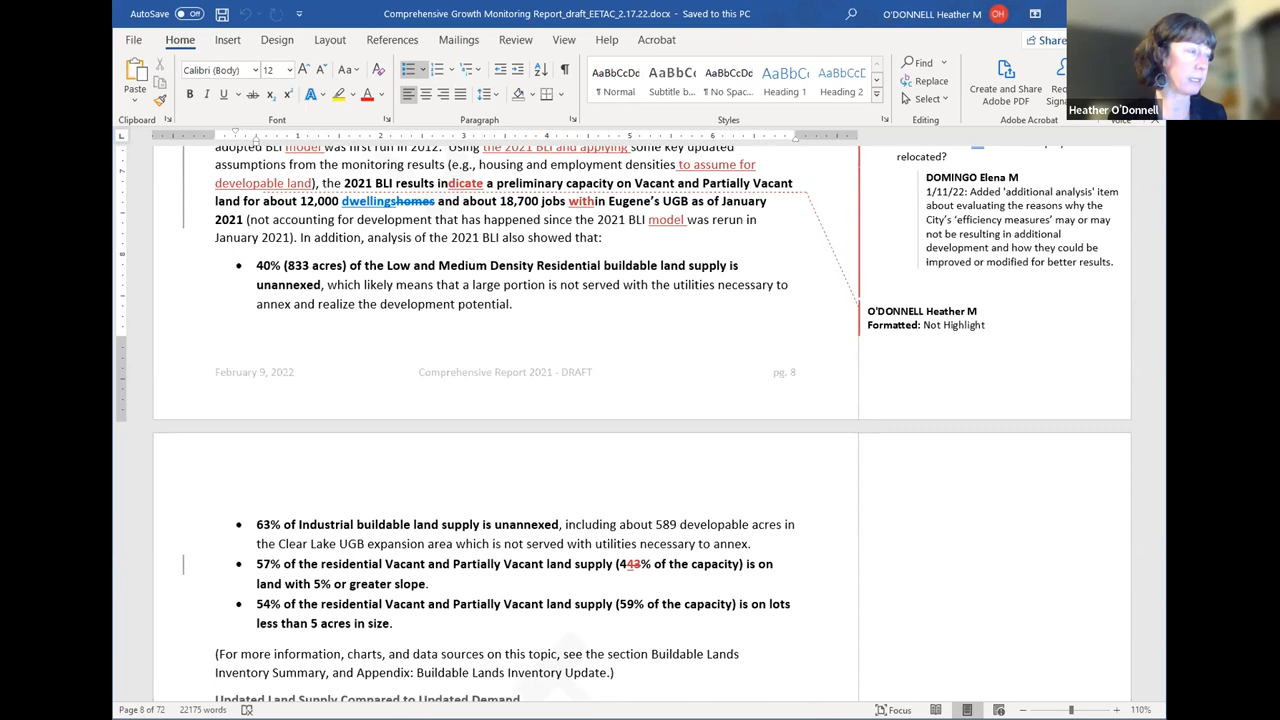 AutoSave Off Comprehensive Growth Monitoring Report_draft_EETAC_2.17.22.docx - Saved to this PC O'DONNELL Heather M OH
File Home Insert Design Layout References Mailings Review View Help Acrobat Share
Heather O'Donnell
Paste Calibri (Body) 12 Aa AaBbCcDd AaBbCcD AaBbCcDd AaBbCcD AaBbCcD Find Replace Select Create and Share Adobe PDF
¶ Normal Subtitle b... ¶ No Spac... Heading 1 Heading 2
Clipboard Font Paragraph Styles Editing Adobe Acrobat Voice
adopted BLI model was first run in 2012. Using the 2021 BLI and applying some key updated
assumptions from the monitoring results (e.g., housing and employment densities to assume for
developable land), the 2021 BLI results indicate a preliminary capacity on Vacant and Partially Vacant
land for about 12,000 dwellingshomes and about 18,700 jobs within Eugene's UGB as of January
2021 (not accounting for development that has happened since the 2021 BLI model was rerun in
January 2021). In addition, analysis of the 2021 BLI also showed that:
• 40% (833 acres) of the Low and Medium Density Residential buildable land supply is
unannexed, which likely means that a large portion is not served with the utilities necessary to
annex and realize the development potential.
February 9, 2022 Comprehensive Report 2021 - DRAFT pg. 8
relocated?
DOMINGO Elena M
1/11/22: Added 'additional analysis' item
about evaluating the reasons why the
City's 'efficiency measures' may or may
not be resulting in additional
development and how they could be
improved or modified for better results.
O'DONNELL Heather M
Formatted: Not Highlight
• 63% of Industrial buildable land supply is unannexed, including about 589 developable acres in
the Clear Lake UGB expansion area which is not served with utilities necessary to annex.
• 57% of the residential Vacant and Partially Vacant land supply (443% of the capacity) is on
land with 5% or greater slope.
• 54% of the residential Vacant and Partially Vacant land supply (59% of the capacity) is on lots
less than 5 acres in size.
(For more information, charts, and data sources on this topic, see the section Buildable Lands
Inventory Summary, and Appendix: Buildable Lands Inventory Update.)
Updated Land Supply Compared to Updated Demand
Page 8 of 72 22175 words Focus 110%